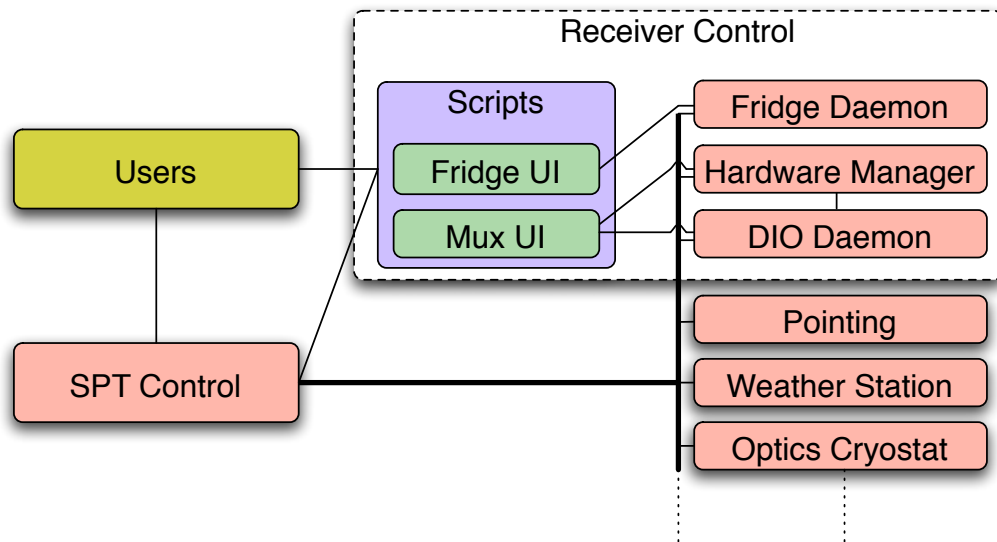 Receiver Control
Scripts
Fridge Daemon
Users
Fridge UI
Hardware Manager
Mux UI
DIO Daemon
Pointing
SPT Control
Weather Station
Optics Cryostat